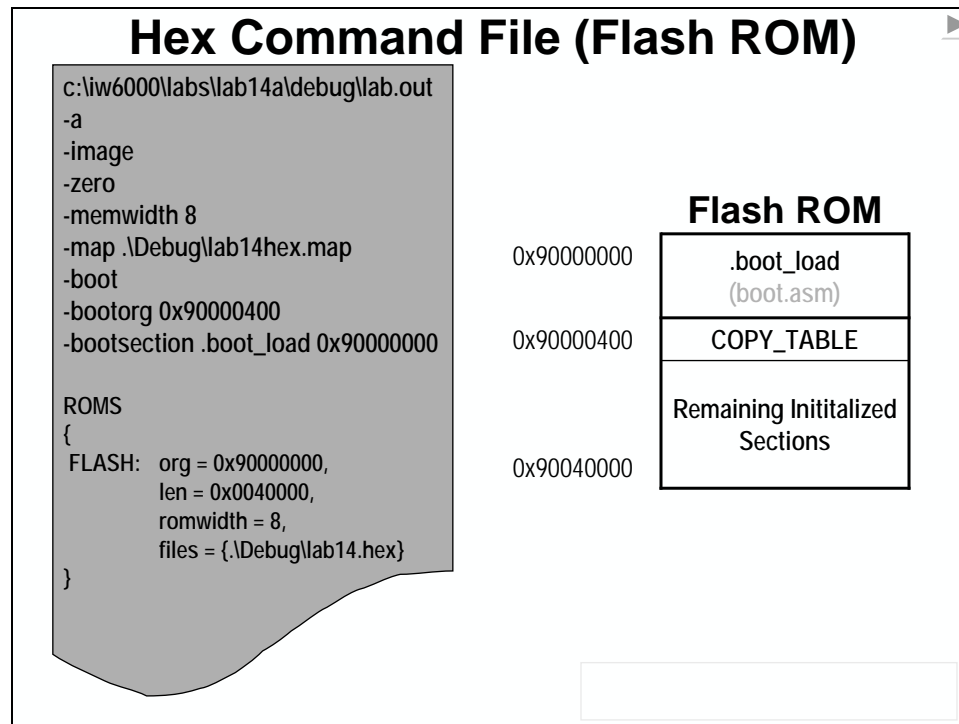 Hex Command File (Flash ROM)
c:\iw6000\labs\lab14a\debug\lab.out
-a
-image
-zero
-memwidth 8
-map .\Debug\lab14hex.map
-boot
-bootorg 0x90000400
-bootsection .boot_load 0x90000000
ROMS
{
FLASH: org = 0x90000000,
len = 0x0040000,
romwidth = 8,
files = {.\Debug\lab14.hex}
}
Flash ROM
0x90000000
.boot_load
(boot.asm)
0x90000400
COPY_TABLE
Remaining Inititalized
Sections
0x90040000